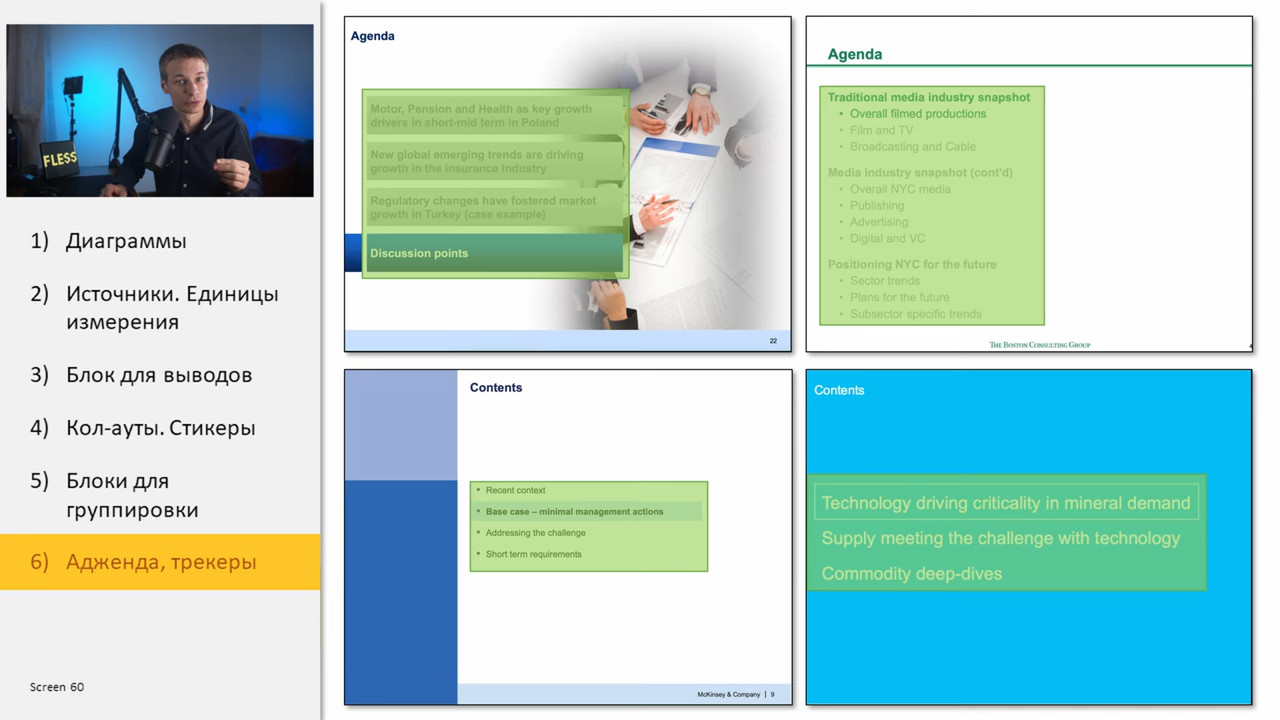 FLESS
1) Диаграммы
2) Источники. Единицы
измерения
3) Блок для выводов
4) Кол-ауты. Стикеры
5) Блоки для
группировки
6) Адженда, трекеры
Screen 60
Agenda
Motor, Pension and Health as key growth
drivers in short-mid term in Poland
New global emerging trends are driving
growth in the insurance industry
Regulatory changes have fostered market
growth in Turkey (case example)
Discussion points
22
Agenda
Traditional media industry snapshot
• Overall filmed productions
• Film and TV
• Broadcasting and Cable
Media industry snapshot (cont'd)
• Overall NYC media
• Publishing
• Advertising
• Digital and VC
Positioning NYC for the future
• Sector trends
• Plans for the future
• Subsector specific trends
THE BOSTON CONSULTING GROUP
Contents
▪ Recent context
▪ Base case – minimal management actions
▪ Addressing the challenge
▪ Short term requirements
McKinsey & Company | 9
Contents
Technology driving criticality in mineral demand
Supply meeting the challenge with technology
Commodity deep-dives